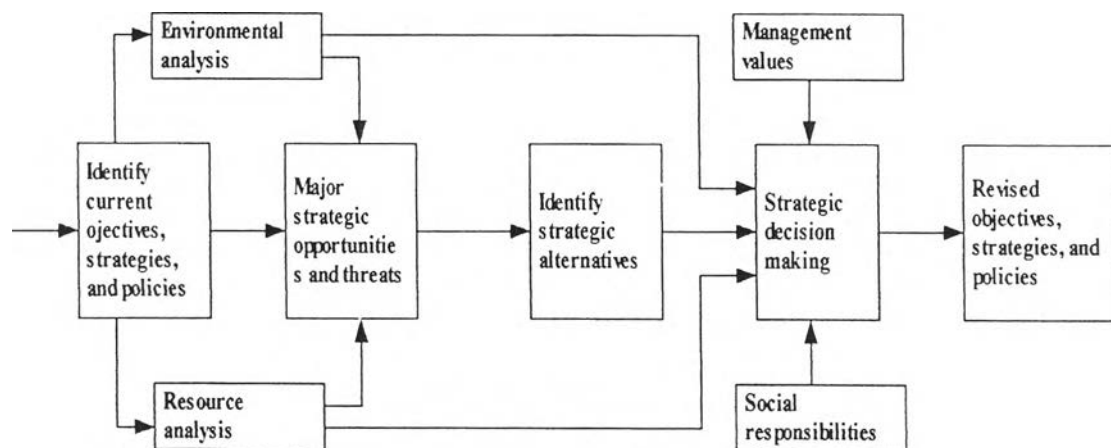 Environmental
analysis
Management
values
Identify
current
ojectives,
strategies,
and policies
Major
strategic
opportunitie
s and threats
Identify
strategic
alternatives
Strategic
decision
making
Revised
objectives,
strategies, and
policies
Resource
analysis
Social
responsibilities